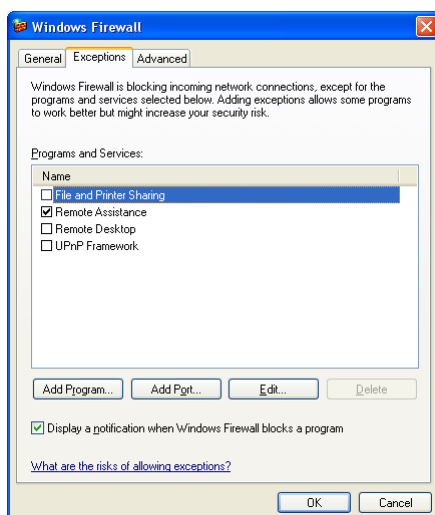 Windows Firewall
General Exceptions Advanced
Windows Firewall is blocking incoming network connections, except for the
programs and services selected below. Adding exceptions allows some programs
to work better but might increase your security risk.
Programs and Services:
Name
File and Printer Sharing
Remote Assistance
Remote Desktop
UPnP Framework
Add Program... Add Port... Edit... Delete
Display a notification when Windows Firewall blocks a program
What are the risks of allowing exceptions?
OK Cancel